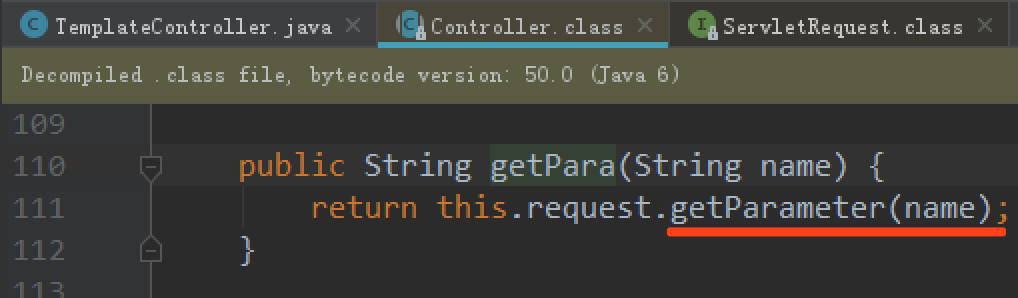 TemplateController.java × Controller.class × ServletRequest.class ×
Decompiled .class file, bytecode version: 50.0 (Java 6)
109
110 public String getPara(String name) {
111 return this.request.getParameter(name);
112 }
113